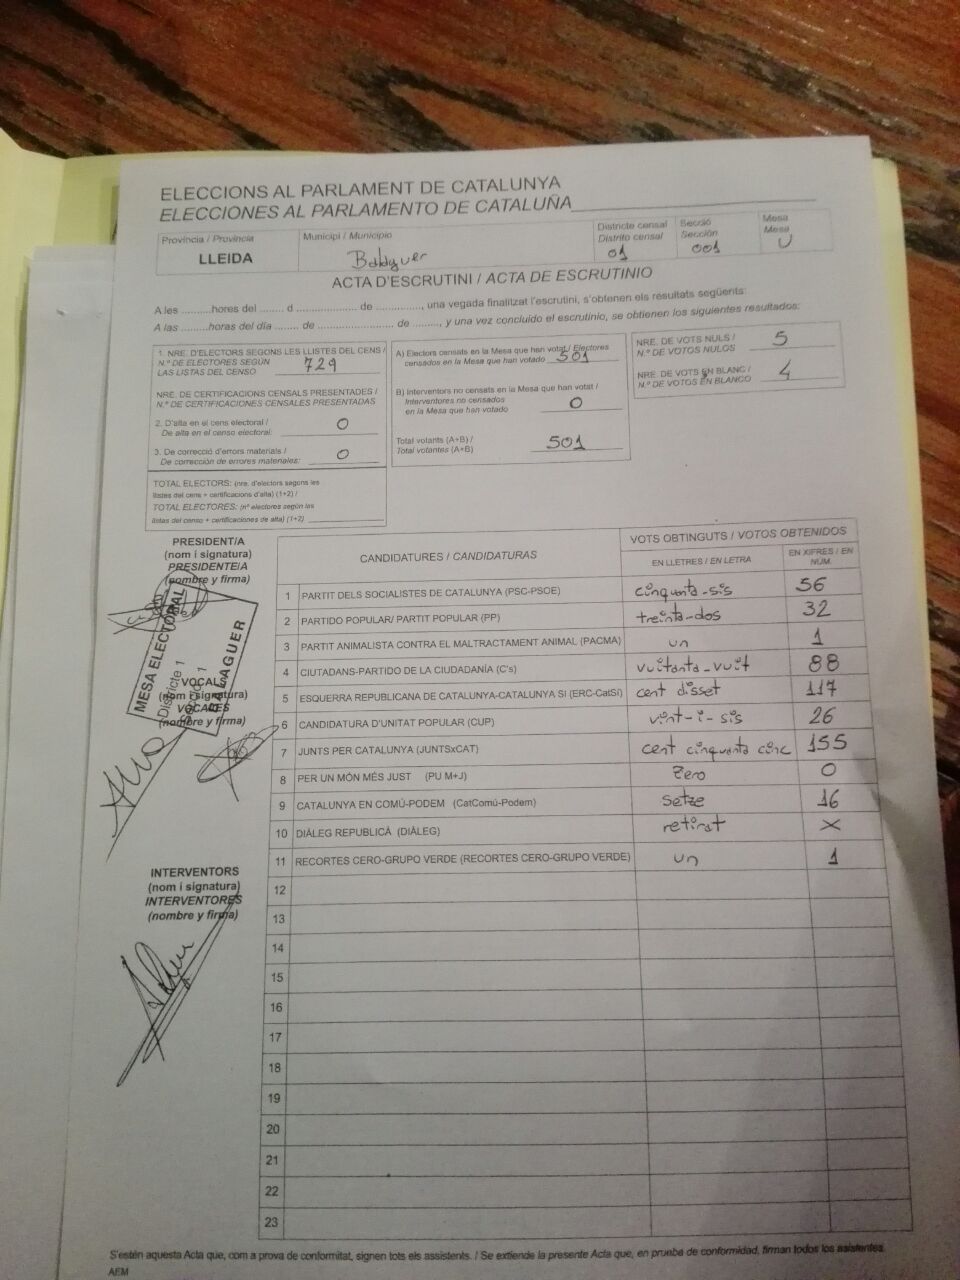 ELECCIONS AL PARLAMENT DE CATALUNYA
ELECCIONES AL PARLAMENTO DE CATALUÑA
Província / Provincia
LLEIDA
Municipi / Municipio
Balaguer
Districte censal
Distrito censal
01
Secció
Sección
001
Mesa
Mesa
U
ACTA D'ESCRUTINI / ACTA DE ESCRUTINIO
A les ..........hores del ....... d ..................... de ..............., una vegada finalitzat l'escrutini, s'obtenen els resultats següents:
A las .........horas del día ........ de ......................... de ........., y una vez concluido el escrutinio, se obtienen los siguientes resultados:
1. NRE. D'ELECTORS SEGONS LES LLISTES DEL CENS /
N.º DE ELECTORES SEGÚN
LAS LISTAS DEL CENSO 729
NRE. DE CERTIFICACIONS CENSALS PRESENTADES /
N.º DE CERTIFICACIONES CENSALES PRESENTADAS
2. D'alta en el cens electoral /
De alta en el censo electoral: 0
3. De correcció d'errors materials /
De corrección de errores materiales: 0
TOTAL ELECTORS: (nre. d'electors segons les
llistes del cens + certificacions d'alta) (1+2) /
TOTAL ELECTORES: (nº electores según las
listas del censo + certificaciones de alta) (1+2)
A) Electors censats en la Mesa que han votat / Electores
censados en la Mesa que han votado 501
B) Interventors no censats en la Mesa que han votat /
Interventores no censados
en la Mesa que han votado 0
Total votants (A+B) /
Total votantes (A+B) 501
NRE. DE VOTS NULS /
N.º DE VOTOS NULOS 5
NRE. DE VOTS EN BLANC /
N.º DE VOTOS EN BLANCO 4
PRESIDENT/A
(nom i signatura)
PRESIDENTE/A
(nombre y firma)
MESA ELECTORAL
Districte 1
BALAGUER
VOCALS
(nom i signatura)
VOCALES
(nombre y firma)
INTERVENTORS
(nom i signatura)
INTERVENTORES
(nombre y firma)
CANDIDATURES / CANDIDATURAS
VOTS OBTINGUTS / VOTOS OBTENIDOS
EN LLETRES / EN LETRA
EN XIFRES / EN NÚM.
1 PARTIT DELS SOCIALISTES DE CATALUNYA (PSC-PSOE) cinquanta-sis 56
2 PARTIDO POPULAR/ PARTIT POPULAR (PP) treinta-dos 32
3 PARTIT ANIMALISTA CONTRA EL MALTRACTAMENT ANIMAL (PACMA) un 1
4 CIUTADANS-PARTIDO DE LA CIUDADANÍA (C's) vuitanta-vuit 88
5 ESQUERRA REPUBLICANA DE CATALUNYA-CATALUNYA SÍ (ERC-CatSí) cent disset 117
6 CANDIDATURA D'UNITAT POPULAR (CUP) vint-i-sis 26
7 JUNTS PER CATALUNYA (JUNTSxCAT) cent cinquanta cinc 155
8 PER UN MÓN MÉS JUST (PU M+J) zero 0
9 CATALUNYA EN COMÚ-PODEM (CatComú-Podem) setze 16
10 DIÀLEG REPUBLICÀ (DIÀLEG) retirat X
11 RECORTES CERO-GRUPO VERDE (RECORTES CERO-GRUPO VERDE) un 1
12
13
14
15
16
17
18
19
20
21
22
23
S'estén aquesta Acta que, com a prova de conformitat, signen tots els assistents. / Se extiende la presente Acta que, en prueba de conformidad, firman todos los asistentes.
AEM